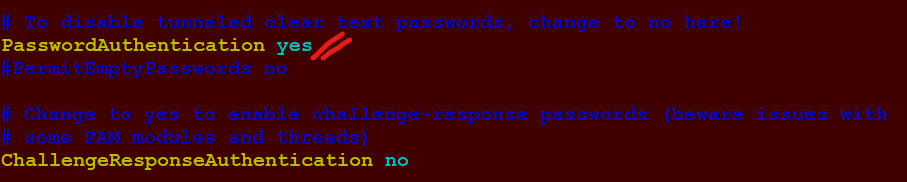 # To disable tunneled clear text passwords, change to no here!
PasswordAuthentication yes
#PermitEmptyPasswords no
# Change to yes to enable challenge-response passwords (beware issues with
# some PAM modules and threads)
ChallengeResponseAuthentication no